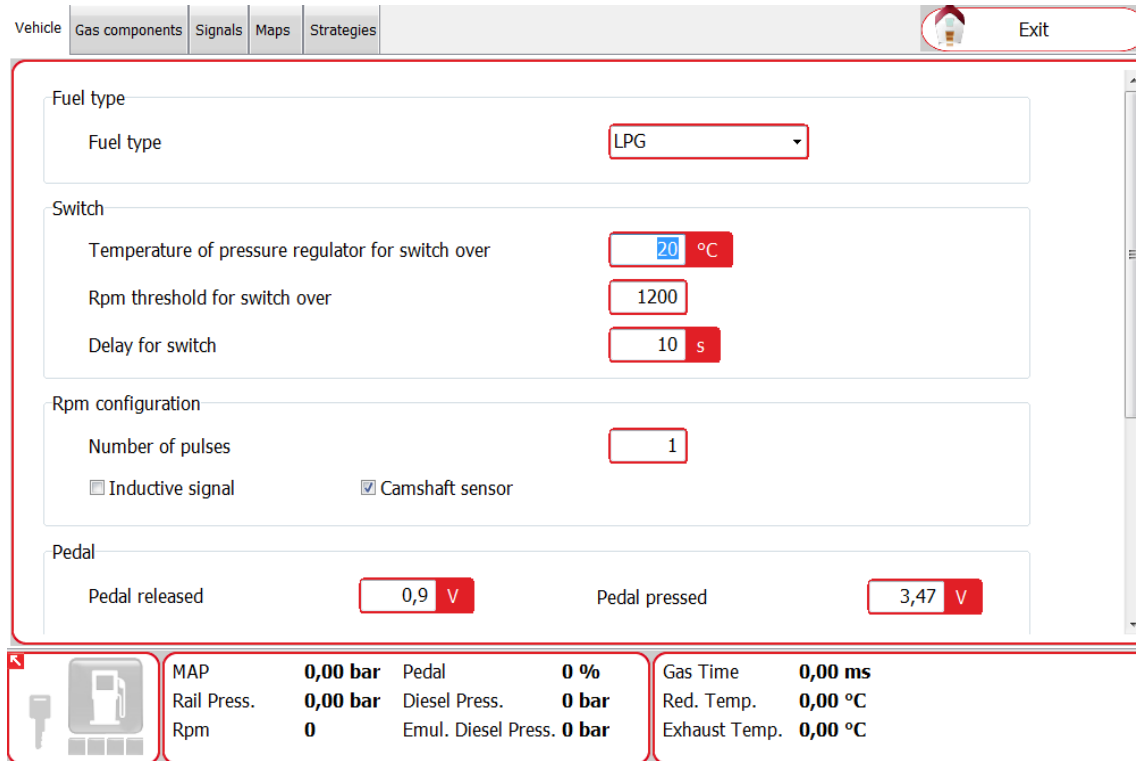 Vehicle Gas components Signals Maps Strategies Exit
Fuel type
Fuel type LPG
Switch
Temperature of pressure regulator for switch over 20 °C
Rpm threshold for switch over 1200
Delay for switch 10 s
Rpm configuration
Number of pulses 1
Inductive signal Camshaft sensor
Pedal
Pedal released 0,9 V Pedal pressed 3,47 V
MAP 0,00 bar Pedal 0 % Gas Time 0,00 ms
Rail Press. 0,00 bar Diesel Press. 0 bar Red. Temp. 0,00 °C
Rpm 0 Emul. Diesel Press. 0 bar Exhaust Temp. 0,00 °C